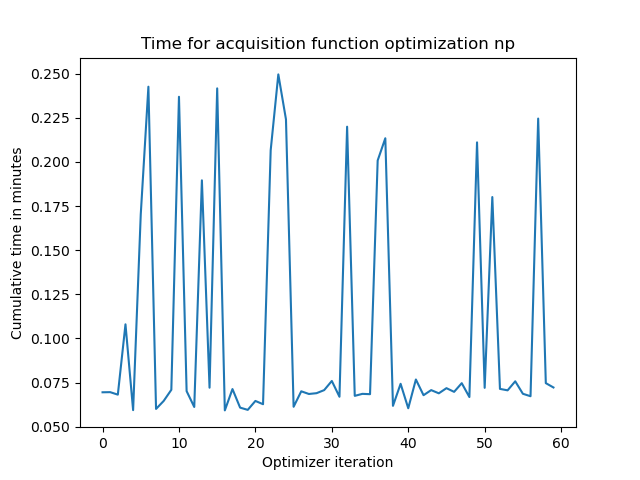 Time for acquisition function optimization np
0.250
0.225
0.200
0.175
0.150
0.125
0.100
0.075
0.050
Cumulative time in minutes
0 10 20 30 40 50 60
Optimizer iteration